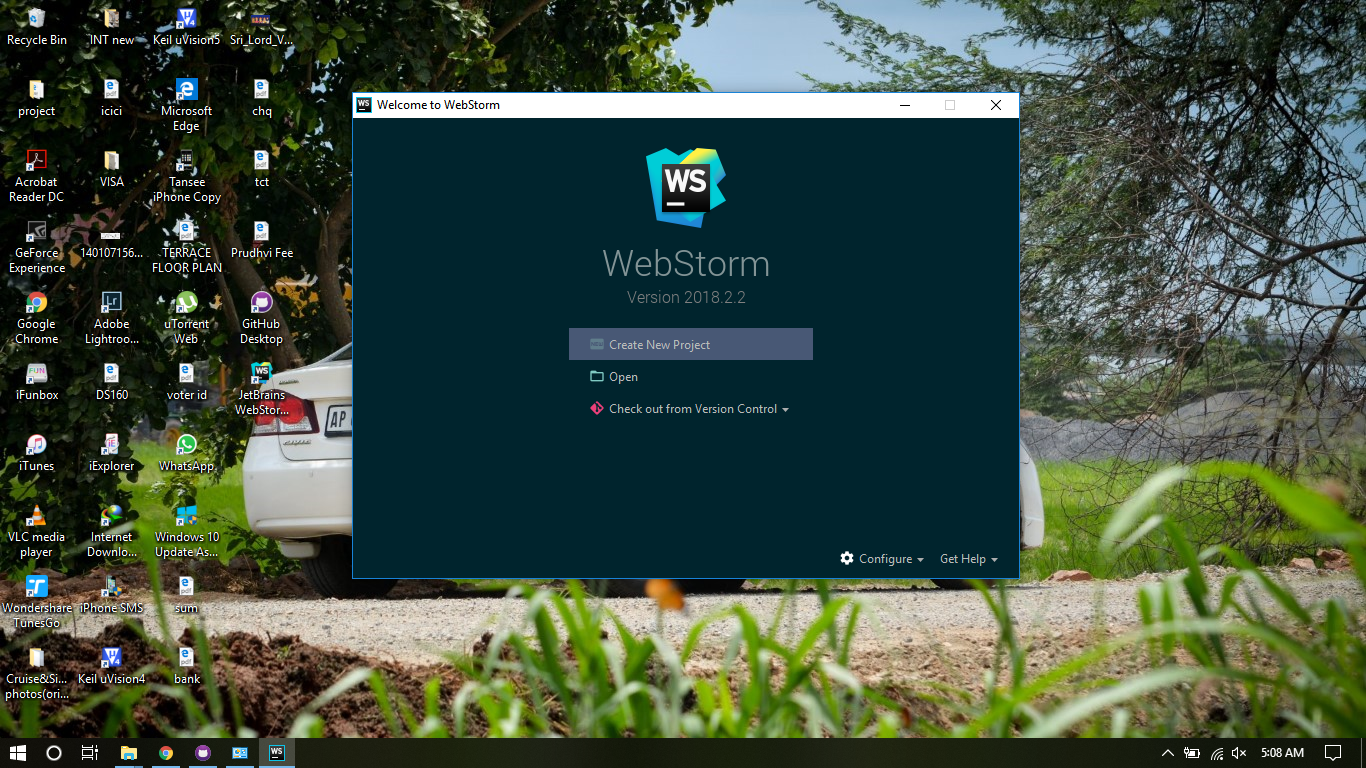 Recycle Bin
INT new
Keil uVision5
Sri_Lord_V...
project
icici
Microsoft
Edge
chq
Acrobat
Reader DC
VISA
Tansee
iPhone Copy
tct
GeForce
Experience
140107156...
TERRACE
FLOOR PLAN
Prudhvi Fee
Google
Chrome
Adobe
Lightroo...
uTorrent
Web
GitHub
Desktop
iFunbox
DS160
voter id
JetBrains
WebStor...
iTunes
iExplorer
WhatsApp
VLC media
player
Internet
Downlo...
Windows 10
Update As...
Wondershare
TunesGo
iPhone SMS
sum
Cruise&Si...
photos(ori...
Keil uVision4
bank
WS Welcome to WebStorm
WS
WebStorm
Version 2018.2.2
Create New Project
Open
Check out from Version Control
Configure
Get Help
AP
CRUZE
WS
5:08 AM